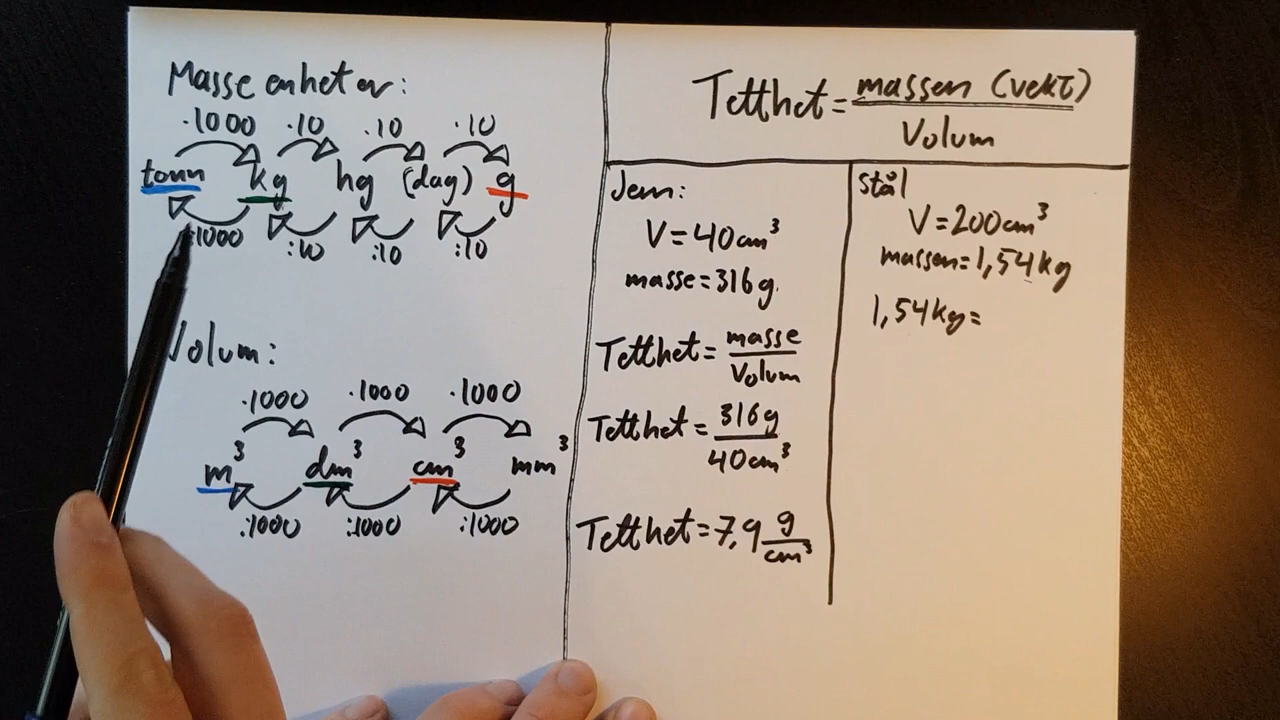 Masse enheter:
·1000 ·10 ·10 ·10
tonn kg hg (dag) g
:1000 :10 :10 :10
Volum:
·1000 ·1000 ·1000
m³ dm³ cm³ mm³
:1000 :1000 :1000
Tetthet = massen (vekt)
Volum
Jern:
V = 40cm³
masse = 316g.
Tetthet = masse
Volum
Tetthet = 316g
40cm³
Tetthet = 7,9 g
cm³
Stål
V = 200cm³
massen = 1,54kg
1,54kg =